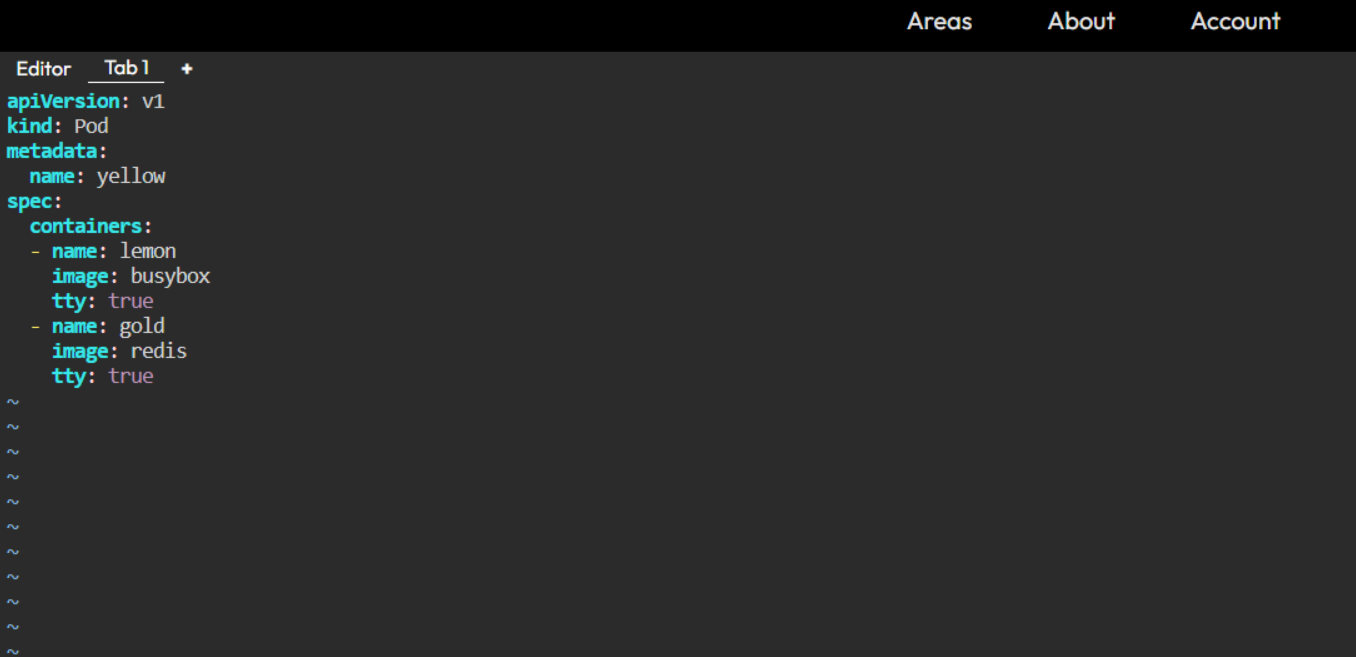 Areas About Account
Editor Tab 1 +
apiVersion: v1
kind: Pod
metadata:
  name: yellow
spec:
  containers:
  - name: lemon
    image: busybox
    tty: true
  - name: gold
    image: redis
    tty: true
~
~
~
~
~
~
~
~
~
~
~